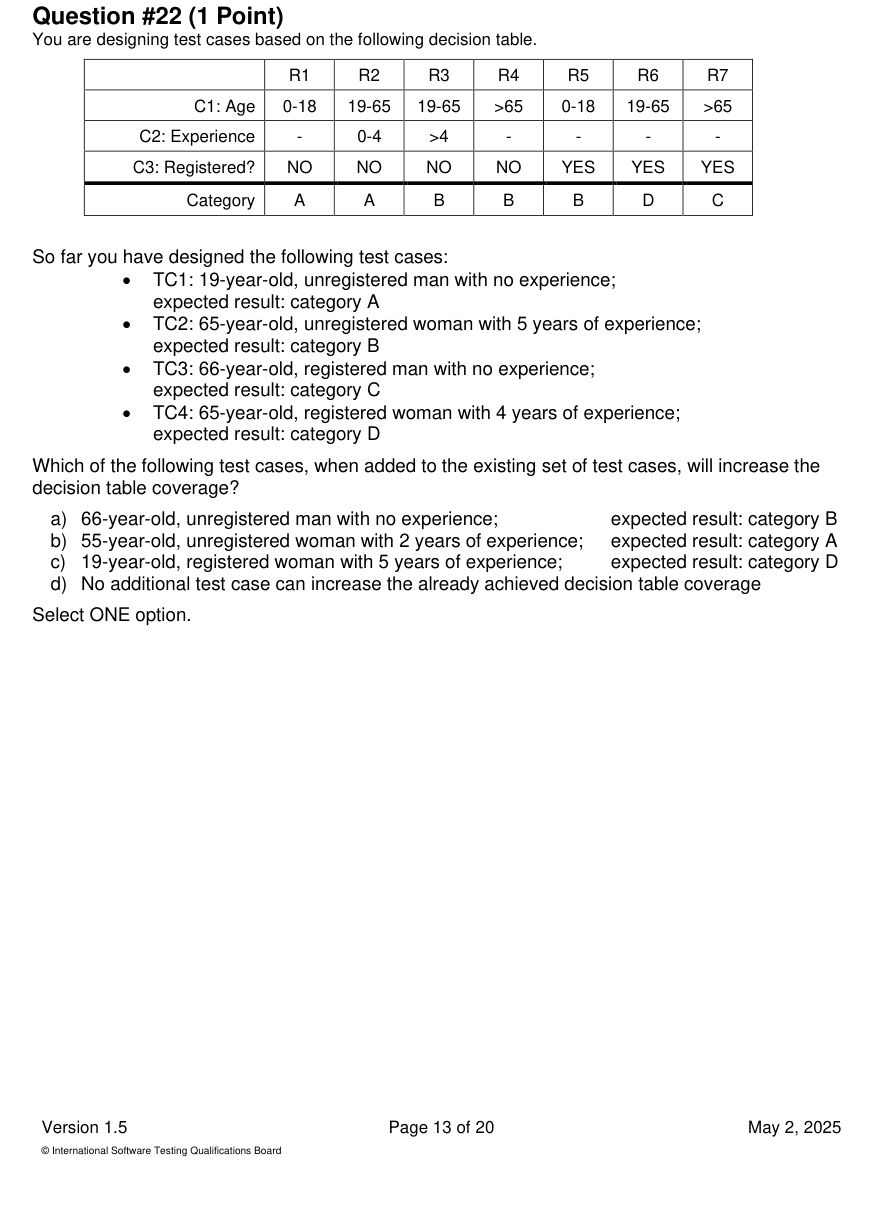 Question #22 (1 Point)
You are designing test cases based on the following decision table.
R1 R2 R3 R4 R5 R6 R7
C1: Age 0-18 19-65 19-65 >65 0-18 19-65 >65
C2: Experience - 0-4 >4 - - - -
C3: Registered? NO NO NO NO YES YES YES
Category A A B B B D C
So far you have designed the following test cases:
• TC1: 19-year-old, unregistered man with no experience;
expected result: category A
• TC2: 65-year-old, unregistered woman with 5 years of experience;
expected result: category B
• TC3: 66-year-old, registered man with no experience;
expected result: category C
• TC4: 65-year-old, registered woman with 4 years of experience;
expected result: category D
Which of the following test cases, when added to the existing set of test cases, will increase the
decision table coverage?
a) 66-year-old, unregistered man with no experience; expected result: category B
b) 55-year-old, unregistered woman with 2 years of experience; expected result: category A
c) 19-year-old, registered woman with 5 years of experience; expected result: category D
d) No additional test case can increase the already achieved decision table coverage
Select ONE option.
Version 1.5 Page 13 of 20 May 2, 2025
© International Software Testing Qualifications Board